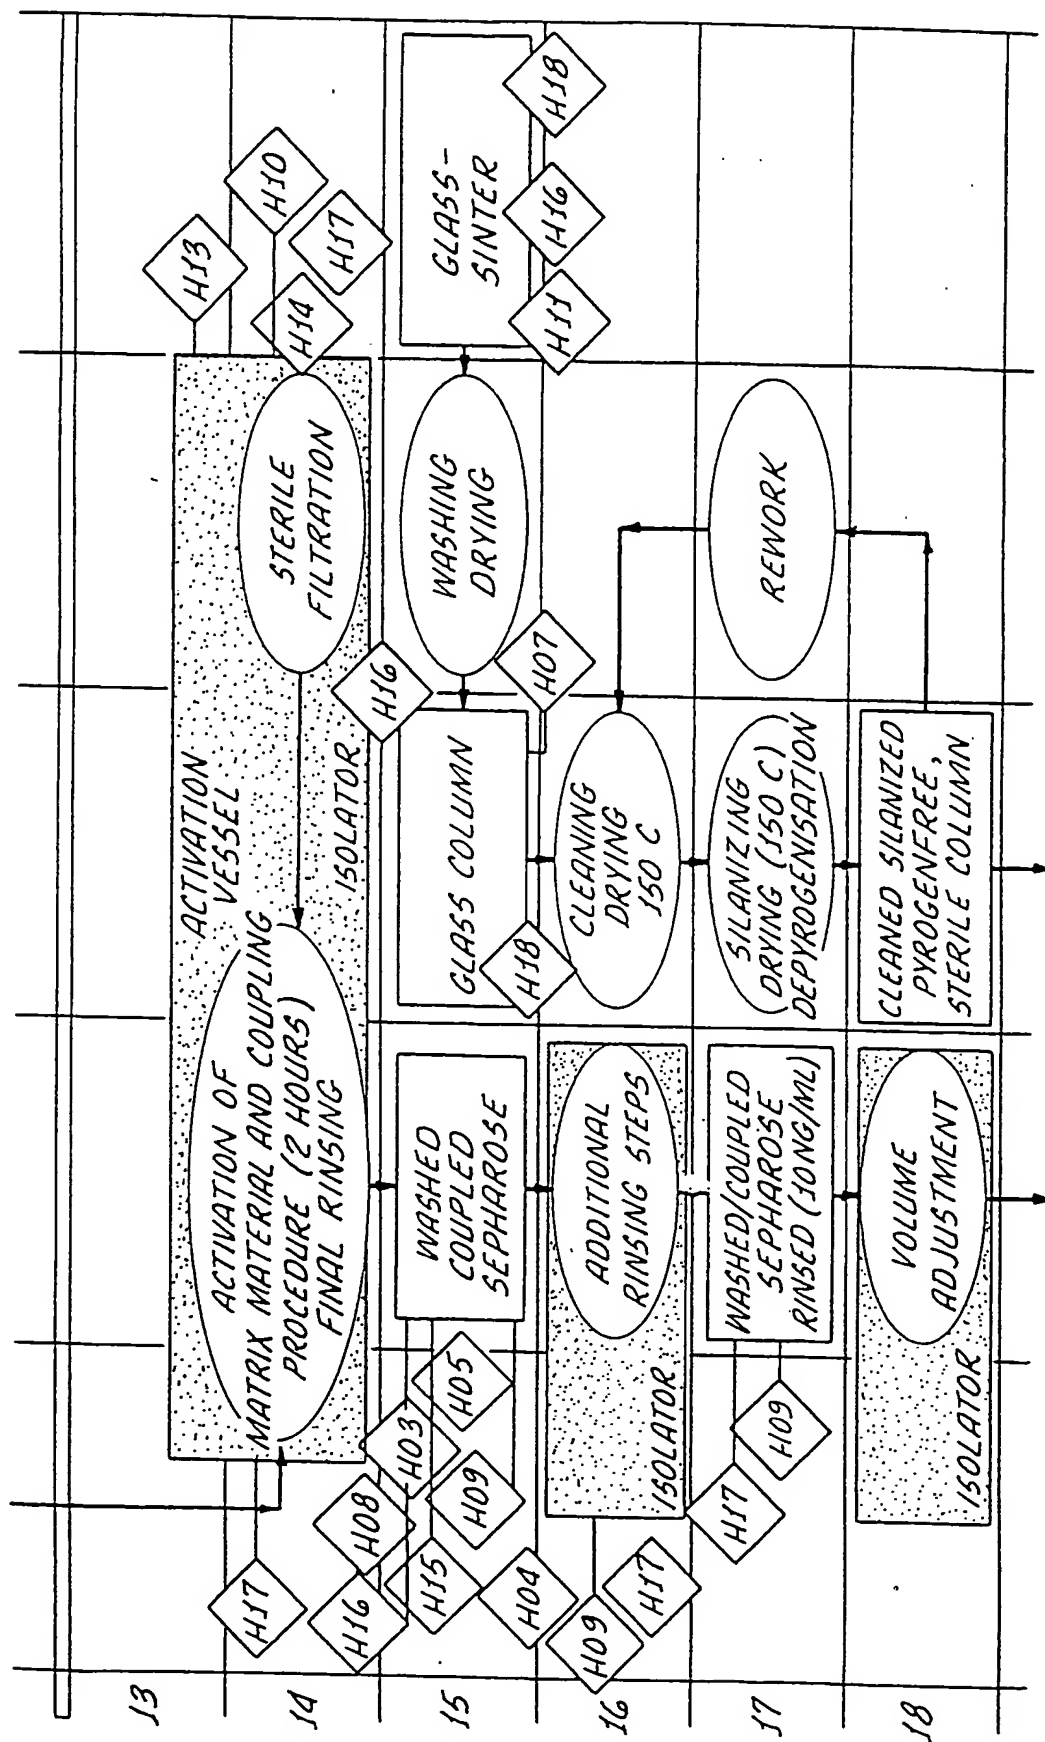 13
H17
ACTIVATION OF
MATRIX MATERIAL AND COUPLING
PROCEDURE (2 HOURS)
FINAL RINSING
ACTIVATION
VESSEL
ISOLATOR
STERILE
FILTRATION
H13
H10
H14
H17
14
H16
H08
H03
H05
H16
H15
H09
H04
15
WASHED
COUPLED
SEPHAROSE
GLASS COLUMN
H18
H07
WASHING
DRYING
GLASS-
SINTER
H11
H16
H18
16
H09
H17
ISOLATOR
ADDITIONAL
RINSING STEPS
CLEANING
DRYING
150 C
17
H17
H09
WASHED/COUPLED
SEPHAROSE
RINSED (10NG/ML)
SILANIZING
DRYING (150 C)
DEPYROGENISATION
REWORK
18
ISOLATOR
VOLUME
ADJUSTMENT
CLEANED SILANIZED
PYROGENFREE,
STERILE COLUMN